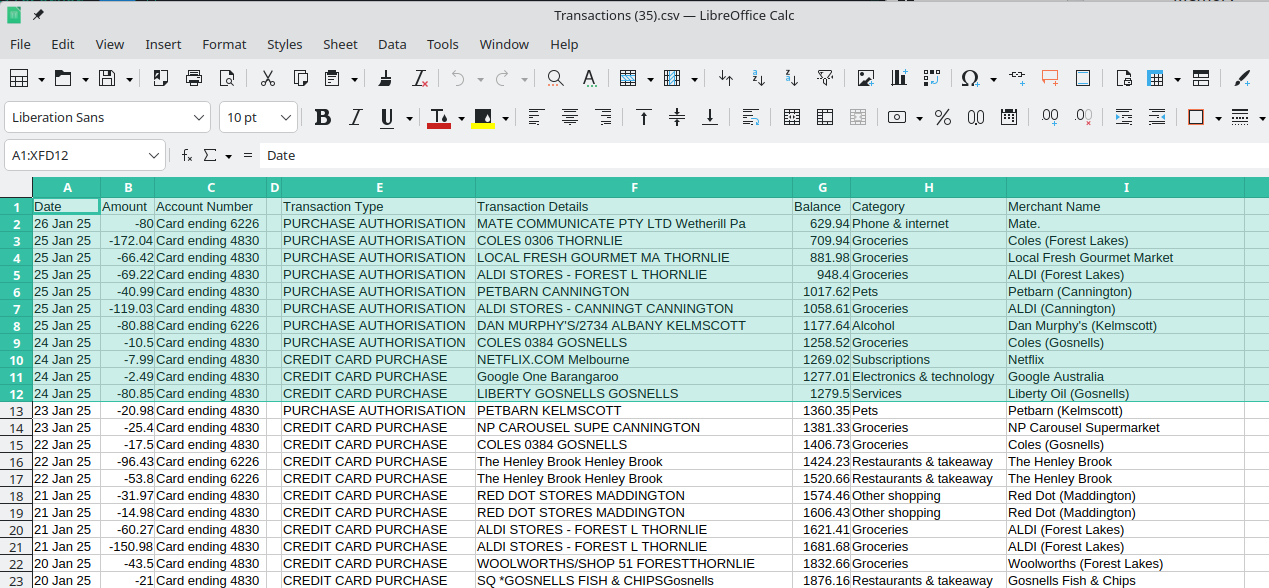 Transactions (35).csv — LibreOffice Calc
File Edit View Insert Format Styles Sheet Data Tools Window Help
Liberation Sans 10 pt B I U
A1:XFD12 fx Σ = Date
A B C D E F G H I
1 Date Amount Account Number Transaction Type Transaction Details Balance Category Merchant Name
2 26 Jan 25 -80 Card ending 6226 PURCHASE AUTHORISATION MATE COMMUNICATE PTY LTD Wetherill Pa 629.94 Phone & internet Mate.
3 25 Jan 25 -172.04 Card ending 4830 PURCHASE AUTHORISATION COLES 0306 THORNLIE 709.94 Groceries Coles (Forest Lakes)
4 25 Jan 25 -66.42 Card ending 4830 PURCHASE AUTHORISATION LOCAL FRESH GOURMET MA THORNLIE 881.98 Groceries Local Fresh Gourmet Market
5 25 Jan 25 -69.22 Card ending 4830 PURCHASE AUTHORISATION ALDI STORES - FOREST L THORNLIE 948.4 Groceries ALDI (Forest Lakes)
6 25 Jan 25 -40.99 Card ending 4830 PURCHASE AUTHORISATION PETBARN CANNINGTON 1017.62 Pets Petbarn (Cannington)
7 25 Jan 25 -119.03 Card ending 4830 PURCHASE AUTHORISATION ALDI STORES - CANNINGT CANNINGTON 1058.61 Groceries ALDI (Cannington)
8 25 Jan 25 -80.88 Card ending 6226 PURCHASE AUTHORISATION DAN MURPHY'S/2734 ALBANY KELMSCOTT 1177.64 Alcohol Dan Murphy's (Kelmscott)
9 24 Jan 25 -10.5 Card ending 4830 PURCHASE AUTHORISATION COLES 0384 GOSNELLS 1258.52 Groceries Coles (Gosnells)
10 24 Jan 25 -7.99 Card ending 4830 CREDIT CARD PURCHASE NETFLIX.COM Melbourne 1269.02 Subscriptions Netflix
11 24 Jan 25 -2.49 Card ending 4830 CREDIT CARD PURCHASE Google One Barangaroo 1277.01 Electronics & technology Google Australia
12 24 Jan 25 -80.85 Card ending 4830 CREDIT CARD PURCHASE LIBERTY GOSNELLS GOSNELLS 1279.5 Services Liberty Oil (Gosnells)
13 23 Jan 25 -20.98 Card ending 4830 PURCHASE AUTHORISATION PETBARN KELMSCOTT 1360.35 Pets Petbarn (Kelmscott)
14 23 Jan 25 -25.4 Card ending 4830 CREDIT CARD PURCHASE NP CAROUSEL SUPE CANNINGTON 1381.33 Groceries NP Carousel Supermarket
15 22 Jan 25 -17.5 Card ending 4830 CREDIT CARD PURCHASE COLES 0384 GOSNELLS 1406.73 Groceries Coles (Gosnells)
16 22 Jan 25 -96.43 Card ending 6226 CREDIT CARD PURCHASE The Henley Brook Henley Brook 1424.23 Restaurants & takeaway The Henley Brook
17 22 Jan 25 -53.8 Card ending 6226 CREDIT CARD PURCHASE The Henley Brook Henley Brook 1520.66 Restaurants & takeaway The Henley Brook
18 21 Jan 25 -31.97 Card ending 4830 CREDIT CARD PURCHASE RED DOT STORES MADDINGTON 1574.46 Other shopping Red Dot (Maddington)
19 21 Jan 25 -14.98 Card ending 4830 CREDIT CARD PURCHASE RED DOT STORES MADDINGTON 1606.43 Other shopping Red Dot (Maddington)
20 21 Jan 25 -60.27 Card ending 4830 CREDIT CARD PURCHASE ALDI STORES - FOREST L THORNLIE 1621.41 Groceries ALDI (Forest Lakes)
21 21 Jan 25 -150.98 Card ending 4830 CREDIT CARD PURCHASE ALDI STORES - FOREST L THORNLIE 1681.68 Groceries ALDI (Forest Lakes)
22 20 Jan 25 -43.5 Card ending 4830 CREDIT CARD PURCHASE WOOLWORTHS/SHOP 51 FORESTTHORNLIE 1832.66 Groceries Woolworths (Forest Lakes)
23 20 Jan 25 -21 Card ending 4830 CREDIT CARD PURCHASE SQ *GOSNELLS FISH & CHIPSGosnells 1876.16 Restaurants & takeaway Gosnells Fish & Chips